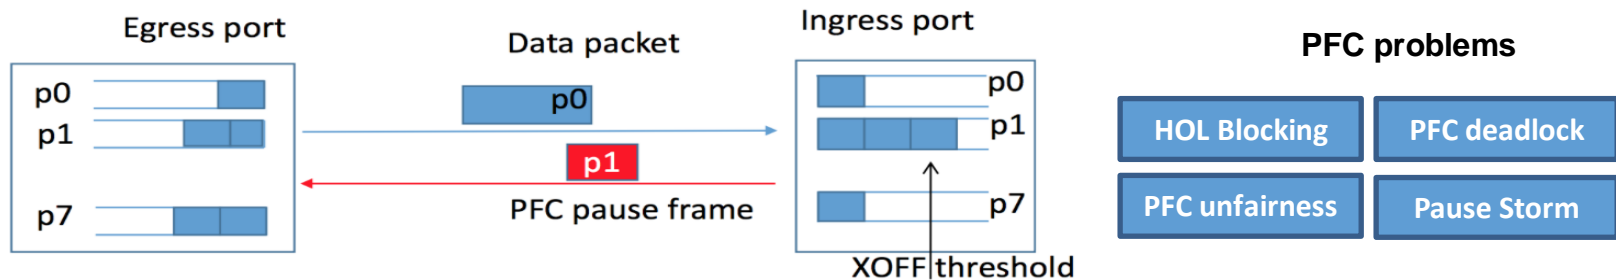 Egress port
p0
p1
p7
Data packet
p0
p1
PFC pause frame
Ingress port
p0
p1
p7
XOFF threshold
PFC problems
HOL Blocking
PFC deadlock
PFC unfairness
Pause Storm